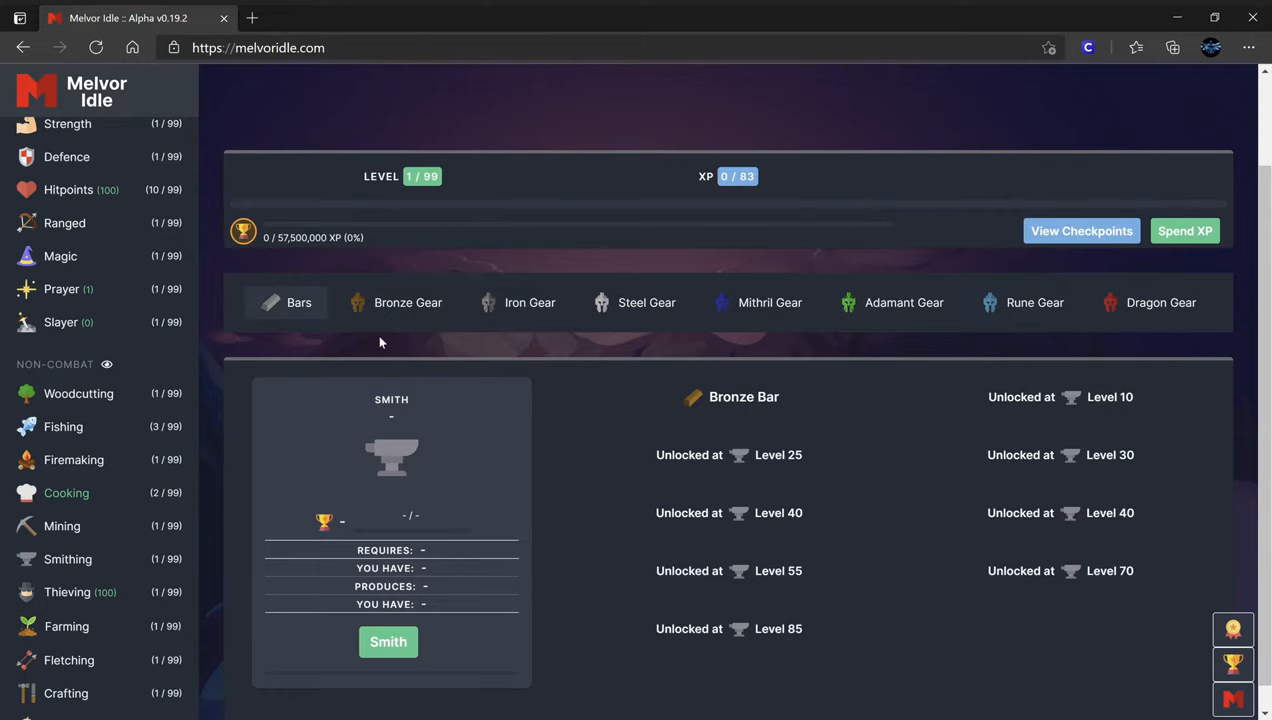 Melvor Idle :: Alpha v0.19.2
https://melvoridle.com
C
Melvor
Idle
Strength (1 / 99)
Defence (1 / 99)
Hitpoints (100) (10 / 99)
Ranged (1 / 99)
Magic (1 / 99)
Prayer (1) (1 / 99)
Slayer (0) (1 / 99)
NON-COMBAT
Woodcutting (1 / 99)
Fishing (3 / 99)
Firemaking (1 / 99)
Cooking (2 / 99)
Mining (1 / 99)
Smithing (1 / 99)
Thieving (100) (1 / 99)
Farming (1 / 99)
Fletching (1 / 99)
Crafting (1 / 99)
LEVEL 1 / 99
XP 0 / 83
0 / 57,500,000 XP (0%)
View Checkpoints
Spend XP
Bars
Bronze Gear
Iron Gear
Steel Gear
Mithril Gear
Adamant Gear
Rune Gear
Dragon Gear
SMITH
-
- - / -
REQUIRES: -
YOU HAVE: -
PRODUCES: -
YOU HAVE: -
Smith
Bronze Bar
Unlocked at Level 10
Unlocked at Level 25
Unlocked at Level 30
Unlocked at Level 40
Unlocked at Level 40
Unlocked at Level 55
Unlocked at Level 70
Unlocked at Level 85